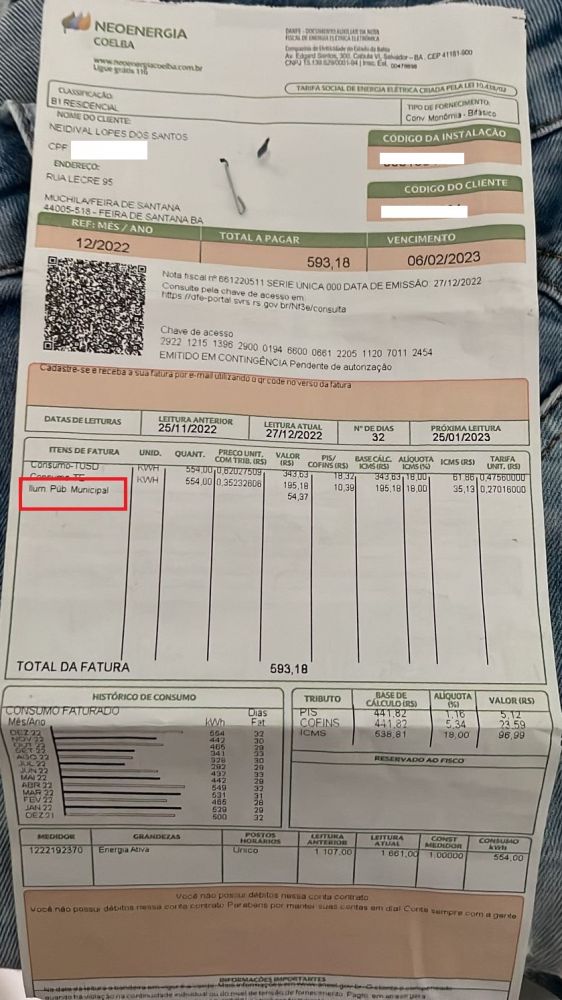 NEOENERGIA
COELBA
www.neoenergiacoelba.com.br
Ligue grátis 116
DANFE - DOCUMENTO AUXILIAR DA NOTA
FISCAL DE ENERGIA ELÉTRICA ELETRÔNICA
Companhia de Eletricidade do Estado da Bahia
Av. Edgard Santos, 300, Cabula VI, Salvador - BA . CEP 41181-900
CNPJ 15.139.629/0001-94 | Insc. Est. 00478696
TARIFA SOCIAL DE ENERGIA ELÉTRICA CRIADA PELA LEI 10.438/02
CLASSIFICAÇÃO:
B1 RESIDENCIAL
TIPO DE FORNECIMENTO:
Conv. Monômia - Bifásico
NOME DO CLIENTE:
NEIDIVAL LOPES DOS SANTOS
CPF
CÓDIGO DA INSTALAÇÃO
ENDEREÇO:
RUA LECRE 95
CÓDIGO DO CLIENTE
MUCHILA/FEIRA DE SANTANA
44005-518 - FEIRA DE SANTANA BA
REF: MÊS / ANO TOTAL A PAGAR VENCIMENTO
12/2022 593,18 06/02/2023
Nota fiscal nº 661220511 SERIE ÚNICA 000 DATA DE EMISSÃO: 27/12/2022
Consulte pela chave de acesso em:
https://dfe-portal.svrs.rs.gov.br/Nf3e/consulta
Chave de acesso
2922 1215 1396 2900 0194 6600 0661 2205 1120 7011 2454
EMITIDO EM CONTINGÊNCIA Pendente de autorização
Cadastre-se e receba a sua fatura por e-mail utilizando o qr code no verso da fatura
DATAS DE LEITURAS LEITURA ANTERIOR LEITURA ATUAL Nº DE DIAS PRÓXIMA LEITURA
25/11/2022 27/12/2022 32 25/01/2023
ITENS DE FATURA UNID. QUANT. PREÇO UNIT. COM TRIB. (R$) VALOR (R$) PIS/ COFINS (R$) BASE CÁLC. ICMS (R$) ALÍQUOTA ICMS (%) ICMS (R$) TARIFA UNIT. (R$)
Consumo-TUSD KWH 554,00 0,62027509 343,63 18,32 343,63 18,00 61,86 0,47560000
Consumo-TE KWH 554,00 0,35232806 195,18 10,39 195,18 18,00 35,13 0,27016000
Ilum. Púb. Municipal 54,37
TOTAL DA FATURA 593,18
HISTÓRICO DE CONSUMO
CONSUMO FATURADO Dias
Mês/Ano kWh Fat
DEZ 22 554 32
NOV 22 442 30
OUT 22 466 29
SET 22 341 33
AGO 22 328 30
JUL 22 292 29
JUN 22 437 33
MAI 22 442 29
ABR 22 549 32
MAR 22 531 31
FEV 22 465 28
JAN 22 529 29
DEZ 21 500 32
TRIBUTO BASE DE CÁLCULO (R$) ALÍQUOTA (%) VALOR (R$)
PIS 441,82 1,16 5,12
COFINS 441,82 5,34 23,59
ICMS 538,81 18,00 96,99
RESERVADO AO FISCO
MEDIDOR GRANDEZAS POSTOS HORÁRIOS LEITURA ANTERIOR LEITURA ATUAL CONST MEDIDOR CONSUMO kWh
1222192370 Energia Ativa Único 1.107,00 1.661,00 1,00000 554,00
Você não possui débitos nessa conta contrato
Você não possui débitos nessa conta contrato. Parabéns por manter suas contas em dia! Conte sempre com a gente
INFORMAÇÕES IMPORTANTES